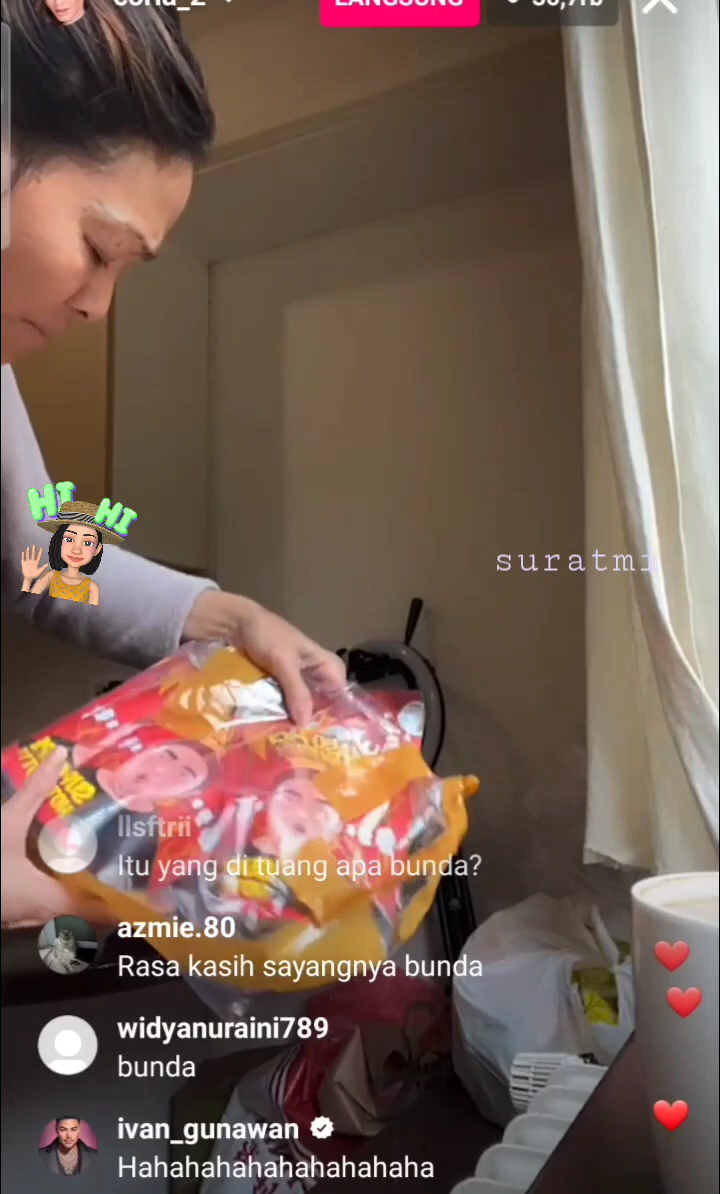 LANGSUNG
HI HI
suratmi
llsftrii
Itu yang di tuang apa bunda?
azmie.80
Rasa kasih sayangnya bunda
widyanuraini789
bunda
ivan_gunawan
Hahahahahahahahahaha